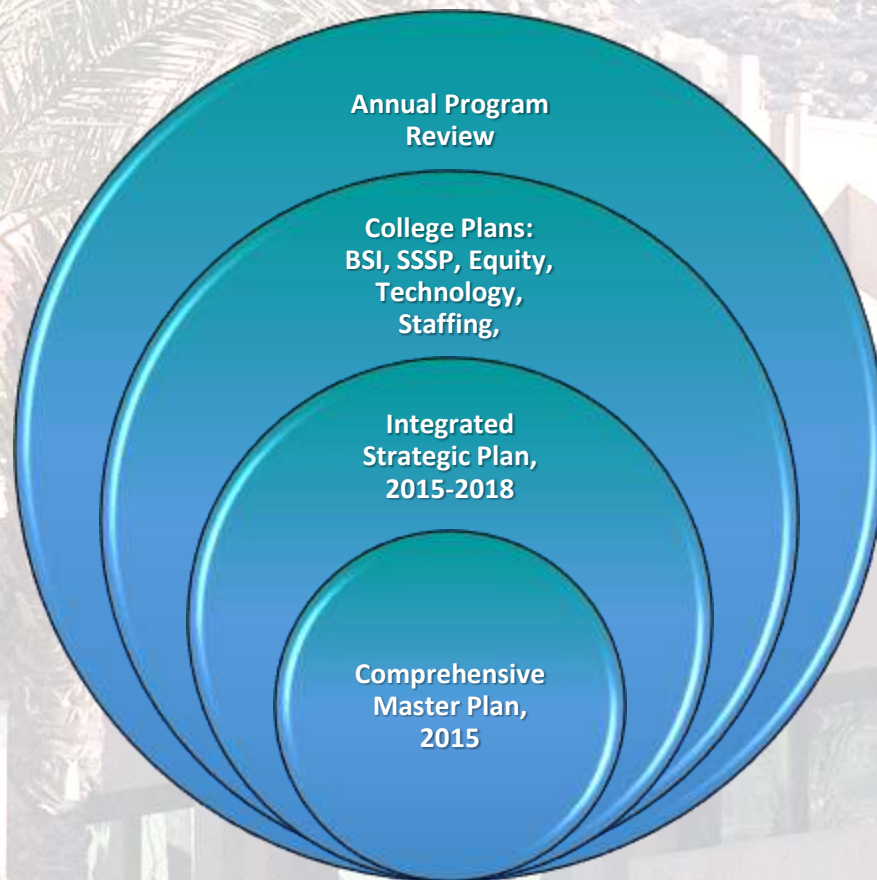 Annual Program
Review
College Plans:
BSI, SSSP, Equity,
Technology,
Staffing,
Integrated
Strategic Plan,
2015-2018
Comprehensive
Master Plan,
2015